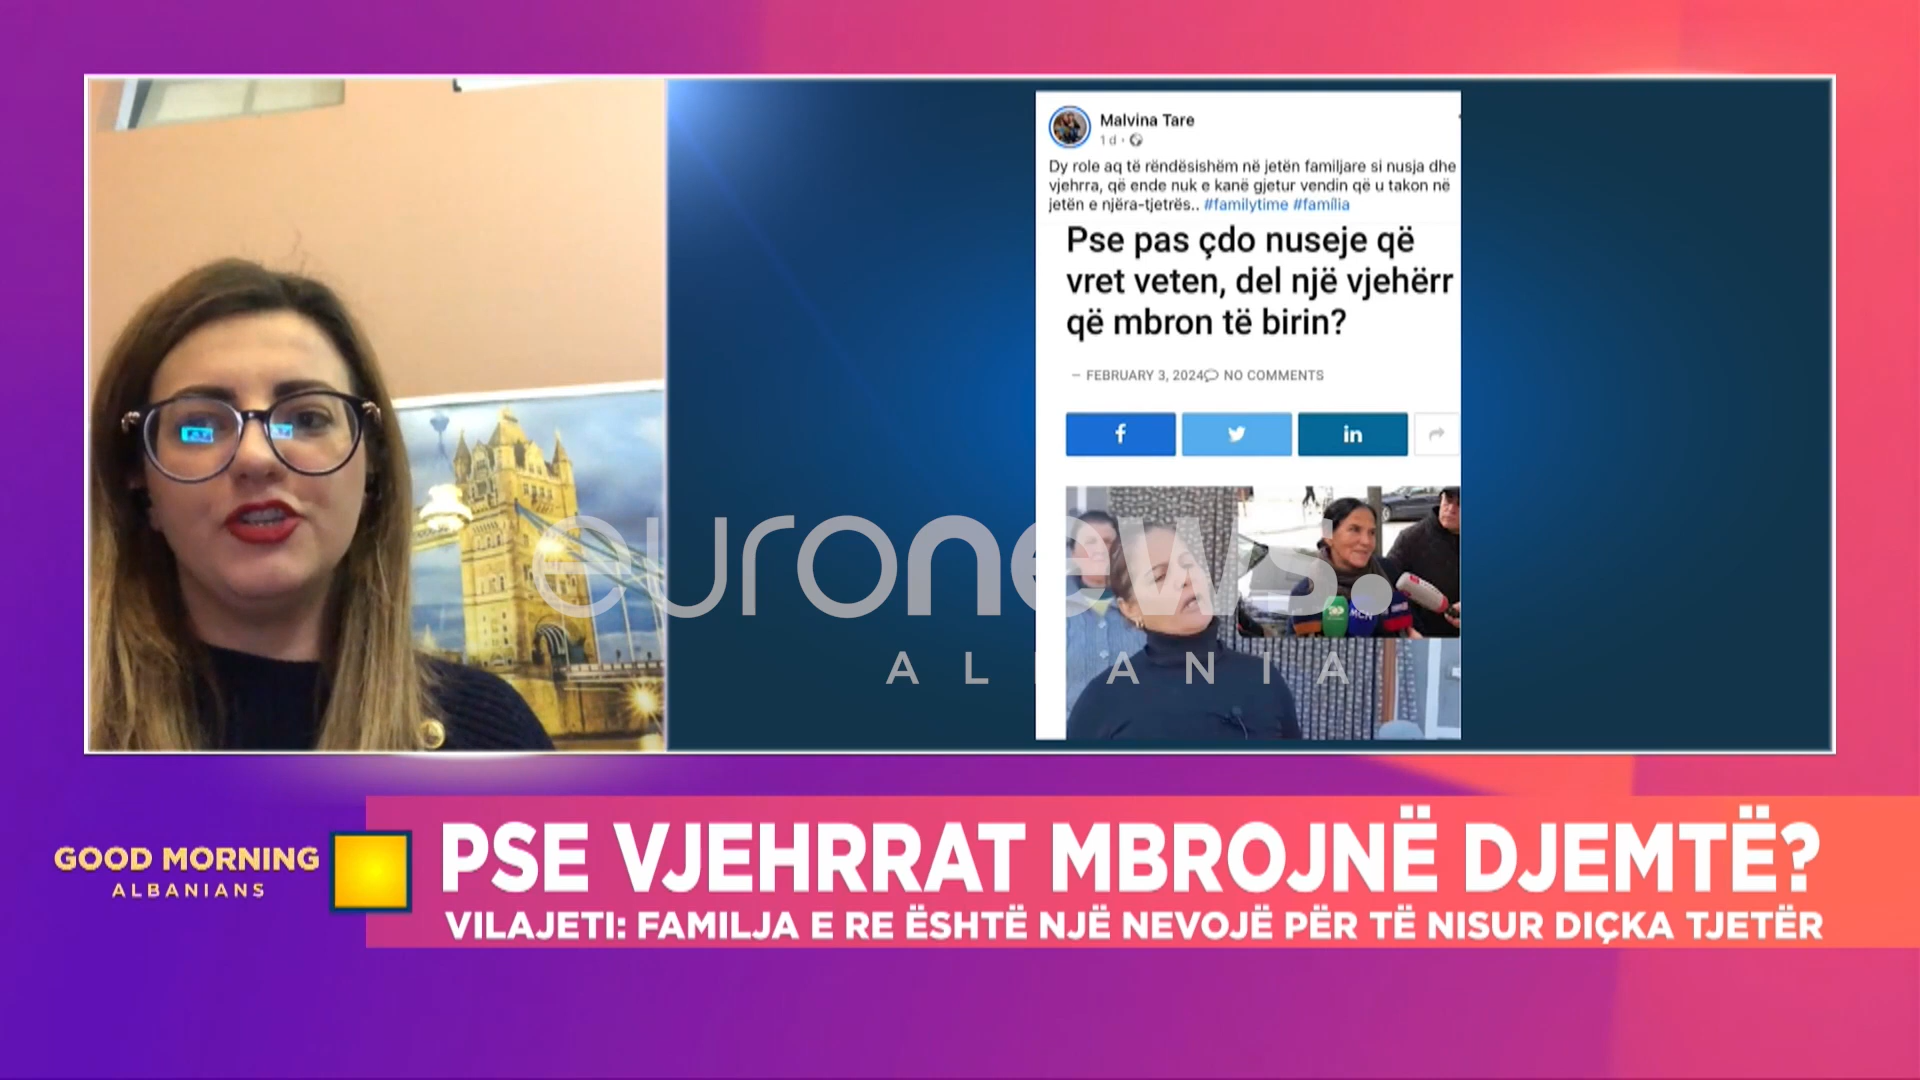 Malvina Tare
1 d
Dy role aq të rëndësishëm në jetën familjare si nusja dhe
vjehrra, që ende nuk e kanë gjetur vendin që u takon në
jetën e njëra-tjetrës.. #familytime #familia
Pse pas çdo nuseje që
vret veten, del një vjehërr
që mbron të birin?
– FEBRUARY 3, 2024 NO COMMENTS
f
in
MCN
euronews.
ALBANIA
GOOD MORNING
ALBANIANS
PSE VJEHRRAT MBROJNË DJEMTË?
VILAJETI: FAMILJA E RE ËSHTË NJË NEVOJË PËR TË NISUR DIÇKA TJETËR